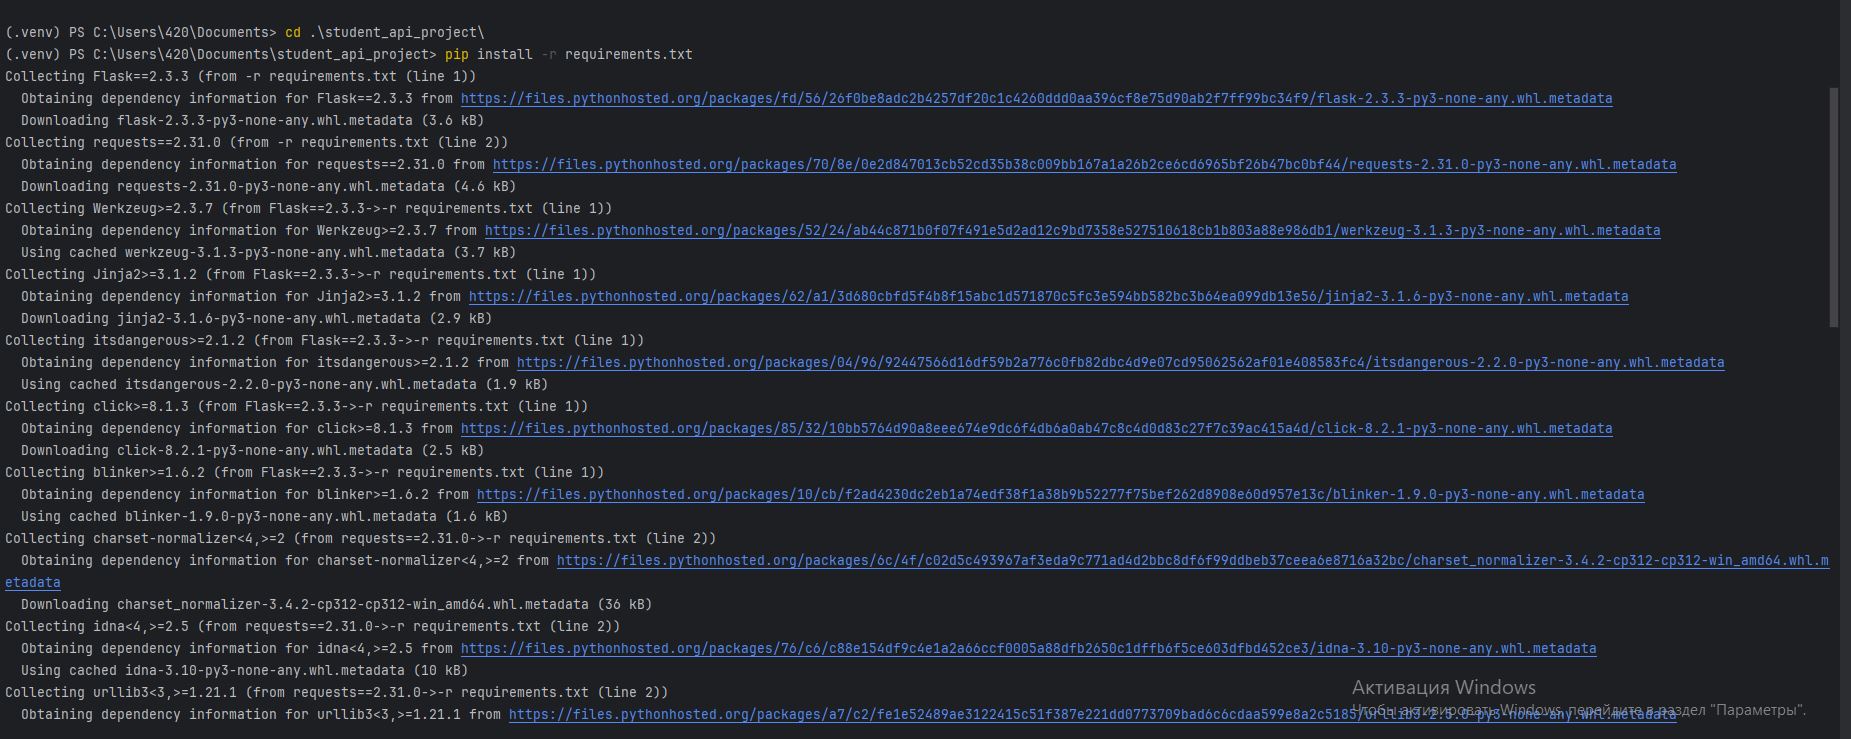 (.venv) PS C:\Users\420\Documents> cd .\student_api_project\
(.venv) PS C:\Users\420\Documents\student_api_project> pip install -r requirements.txt
Collecting Flask==2.3.3 (from -r requirements.txt (line 1))
  Obtaining dependency information for Flask==2.3.3 from https://files.pythonhosted.org/packages/fd/56/26f0be8adc2b4257df20c1c4260ddd0aa396cf8e75d90ab2f7ff99bc34f9/flask-2.3.3-py3-none-any.whl.metadata
  Downloading flask-2.3.3-py3-none-any.whl.metadata (3.6 kB)
Collecting requests==2.31.0 (from -r requirements.txt (line 2))
  Obtaining dependency information for requests==2.31.0 from https://files.pythonhosted.org/packages/70/8e/0e2d847013cb52cd35b38c009bb167a1a26b2ce6cd6965bf26b47bc0bf44/requests-2.31.0-py3-none-any.whl.metadata
  Downloading requests-2.31.0-py3-none-any.whl.metadata (4.6 kB)
Collecting Werkzeug>=2.3.7 (from Flask==2.3.3->-r requirements.txt (line 1))
  Obtaining dependency information for Werkzeug>=2.3.7 from https://files.pythonhosted.org/packages/52/24/ab44c871b0f07f491e5d2ad12c9bd7358e527510618cb1b803a88e986db1/werkzeug-3.1.3-py3-none-any.whl.metadata
  Using cached werkzeug-3.1.3-py3-none-any.whl.metadata (3.7 kB)
Collecting Jinja2>=3.1.2 (from Flask==2.3.3->-r requirements.txt (line 1))
  Obtaining dependency information for Jinja2>=3.1.2 from https://files.pythonhosted.org/packages/62/a1/3d680cbfd5f4b8f15abc1d571870c5fc3e594bb582bc3b64ea099db13e56/jinja2-3.1.6-py3-none-any.whl.metadata
  Downloading jinja2-3.1.6-py3-none-any.whl.metadata (2.9 kB)
Collecting itsdangerous>=2.1.2 (from Flask==2.3.3->-r requirements.txt (line 1))
  Obtaining dependency information for itsdangerous>=2.1.2 from https://files.pythonhosted.org/packages/04/96/92447566d16df59b2a776c0fb82dbc4d9e07cd95062562af01e408583fc4/itsdangerous-2.2.0-py3-none-any.whl.metadata
  Using cached itsdangerous-2.2.0-py3-none-any.whl.metadata (1.9 kB)
Collecting click>=8.1.3 (from Flask==2.3.3->-r requirements.txt (line 1))
  Obtaining dependency information for click>=8.1.3 from https://files.pythonhosted.org/packages/85/32/10bb5764d90a8eee674e9dc6f4db6a0ab47c8c4d0d83c27f7c39ac415a4d/click-8.2.1-py3-none-any.whl.metadata
  Downloading click-8.2.1-py3-none-any.whl.metadata (2.5 kB)
Collecting blinker>=1.6.2 (from Flask==2.3.3->-r requirements.txt (line 1))
  Obtaining dependency information for blinker>=1.6.2 from https://files.pythonhosted.org/packages/10/cb/f2ad4230dc2eb1a74edf38f1a38b9b52277f75bef262d8908e60d957e13c/blinker-1.9.0-py3-none-any.whl.metadata
  Using cached blinker-1.9.0-py3-none-any.whl.metadata (1.6 kB)
Collecting charset-normalizer<4,>=2 (from requests==2.31.0->-r requirements.txt (line 2))
  Obtaining dependency information for charset-normalizer<4,>=2 from https://files.pythonhosted.org/packages/6c/4f/c02d5c493967af3eda9c771ad4d2bbc8df6f99ddbeb37ceea6e8716a32bc/charset_normalizer-3.4.2-cp312-cp312-win_amd64.whl.m
etadata
  Downloading charset_normalizer-3.4.2-cp312-cp312-win_amd64.whl.metadata (36 kB)
Collecting idna<4,>=2.5 (from requests==2.31.0->-r requirements.txt (line 2))
  Obtaining dependency information for idna<4,>=2.5 from https://files.pythonhosted.org/packages/76/c6/c88e154df9c4e1a2a66ccf0005a88dfb2650c1dffb6f5ce603dfbd452ce3/idna-3.10-py3-none-any.whl.metadata
  Using cached idna-3.10-py3-none-any.whl.metadata (10 kB)
Collecting urllib3<3,>=1.21.1 (from requests==2.31.0->-r requirements.txt (line 2))
  Obtaining dependency information for urllib3<3,>=1.21.1 from https://files.pythonhosted.org/packages/a7/c2/fe1e52489ae3122415c51f387e221dd0773709bad6c6cdaa599e8a2c5185/urllib3-2.5.0-py3-none-any.whl.metadata
Активация Windows
Чтобы активировать Windows, перейдите в раздел "Параметры".